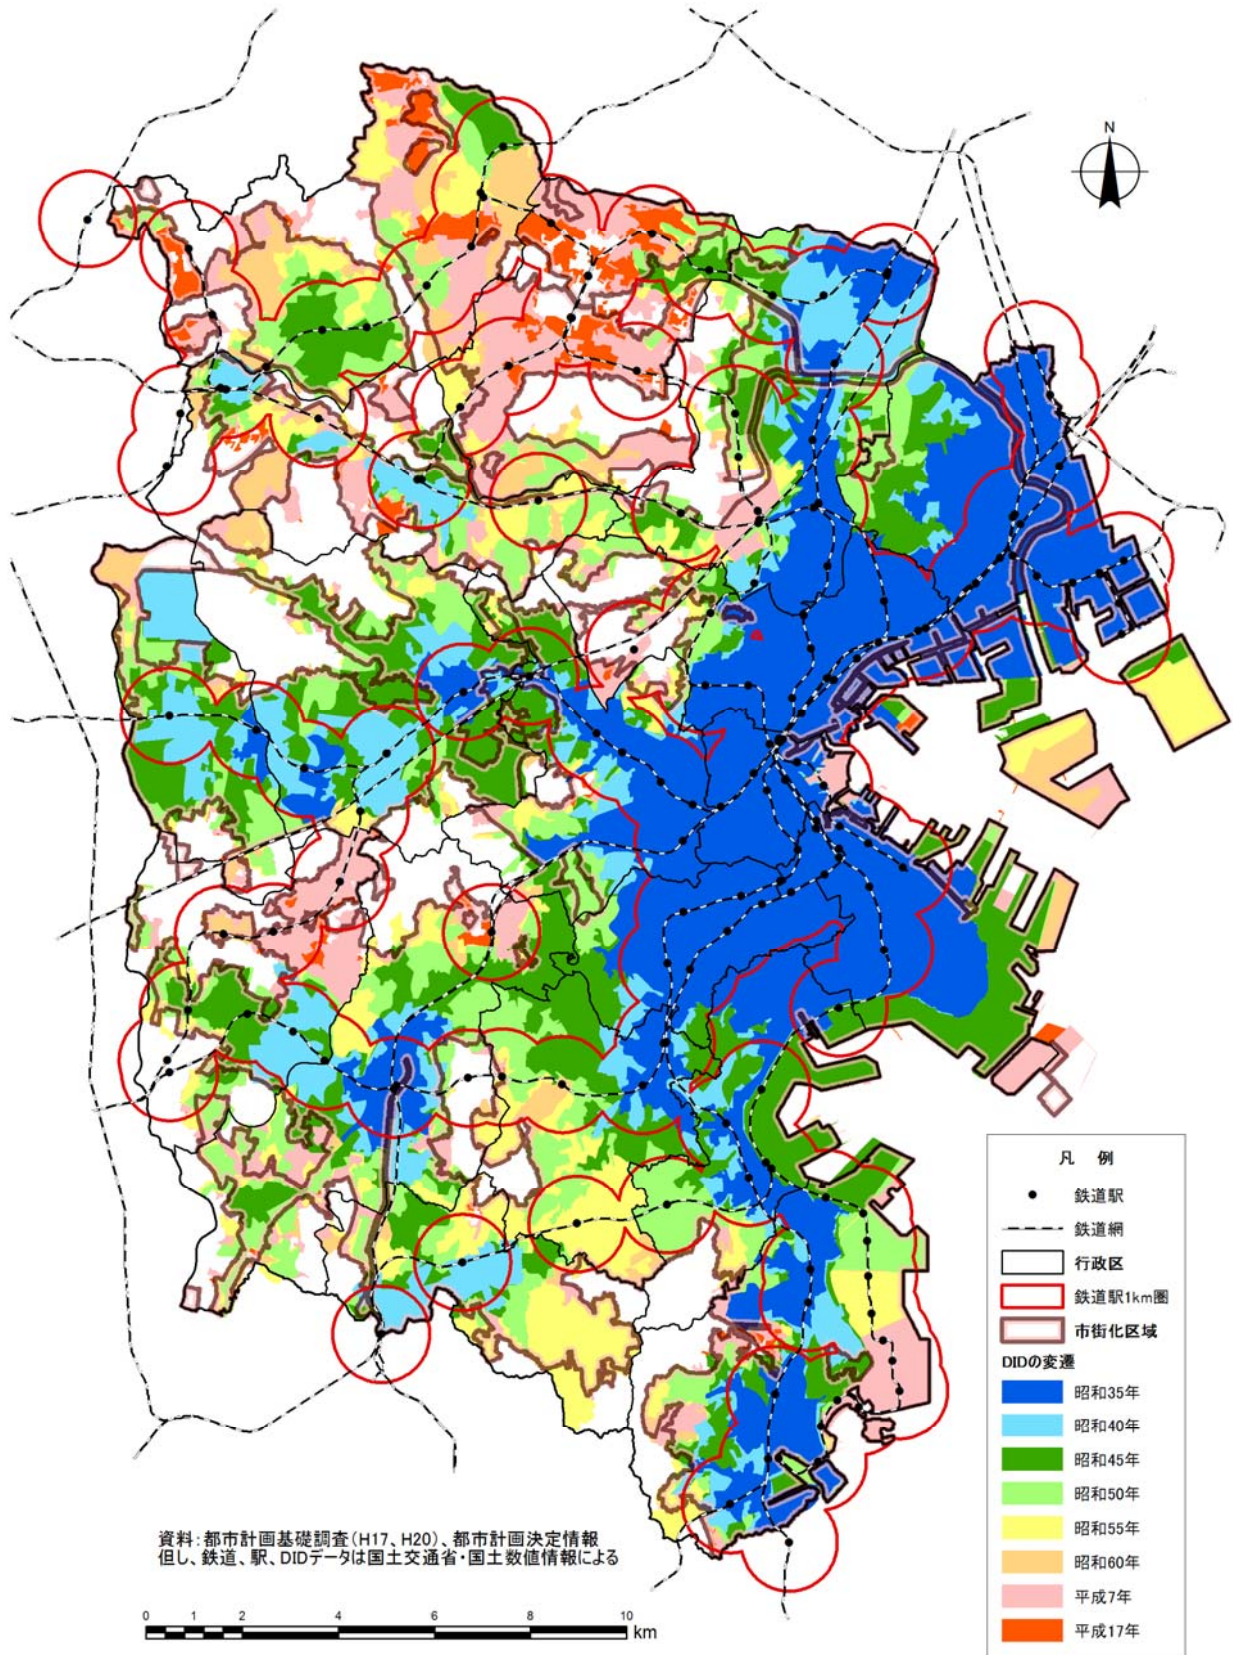 N
凡 例
鉄道駅
鉄道網
行政区
鉄道駅1km圏
市街化区域
DIDの変遷
昭和35年
昭和40年
昭和45年
昭和50年
昭和55年
昭和60年
平成7年
平成17年
資料:都市計画基礎調査(H17、H20)、都市計画決定情報
但し、鉄道、駅、DIDデータは国土交通省・国土数値情報による
0 1 2 4 6 8 10
km